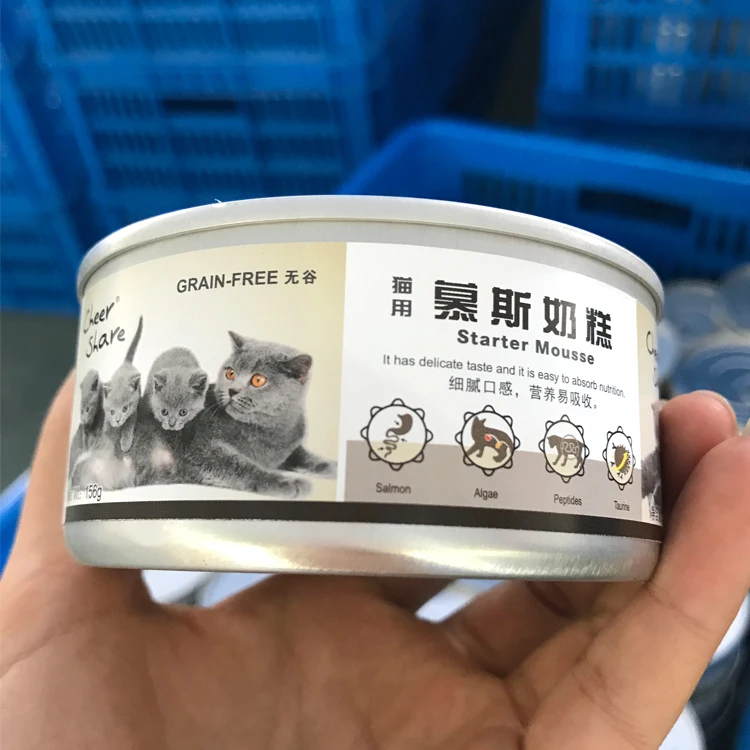 Cheer®
Share
GRAIN-FREE 无谷
156g
猫用
慕斯奶糕
Starter Mousse
It has delicate taste and it is easy to absorb nutrition.
细腻口感，营养易吸收。
Salmon
Algae
Peptides
Taurine